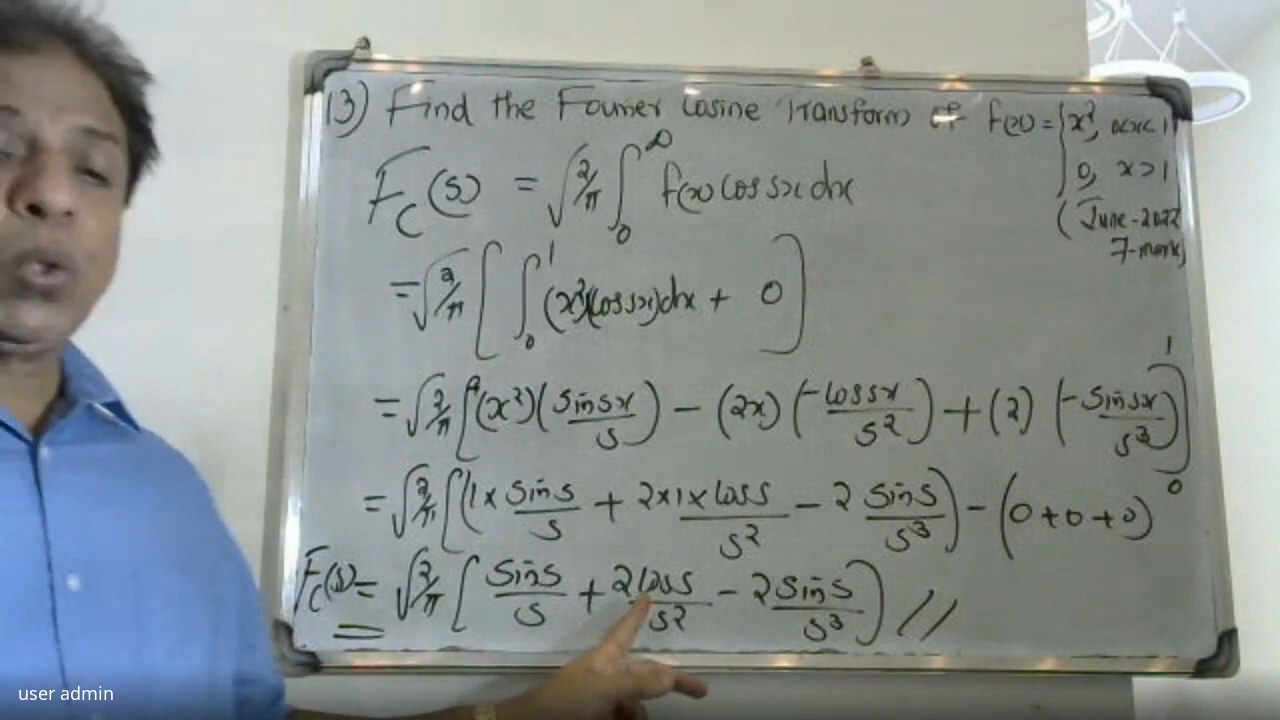 13) Find the Fourier Cosine Transform of f(x) = { x², 0<x<1
0, x>1
(June-2022
7-mark)
F_C(s) = √2/π ∫₀^∞ f(x) cos sx dx
= √2/π [ ∫₀¹ (x²)(cos sx) dx + 0 ]
= √2/π [ (x²)(sin sx/s) - (2x)(-cos sx/s²) + (2)(-sin sx/s³) ]₀¹
= √2/π [ (1 x sin s/s + 2x1x cos s/s² - 2 sin s/s³) - (0+0+0)
F_C(s) = √2/π [ sin s/s + 2 cos s/s² - 2 sin s/s³ ] //
user admin